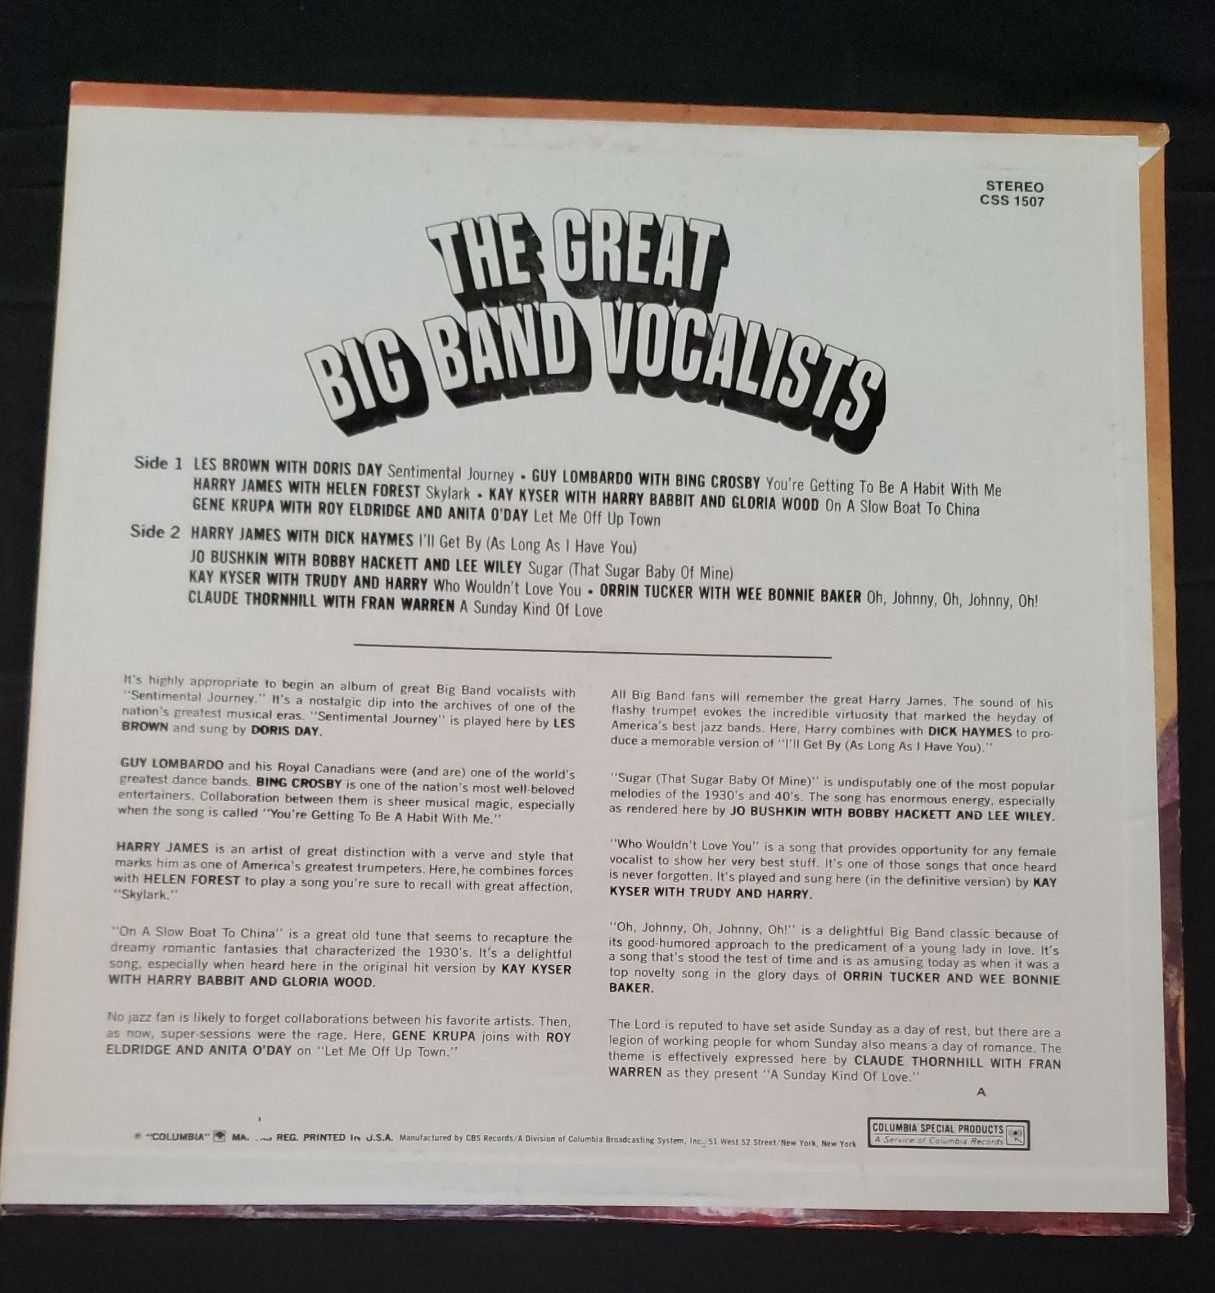 STEREO
CSS 1507
THE GREAT
BIG BAND VOCALISTS
Side 1 LES BROWN WITH DORIS DAY Sentimental Journey • GUY LOMBARDO WITH BING CROSBY You're Getting To Be A Habit With Me
HARRY JAMES WITH HELEN FOREST Skylark • KAY KYSER WITH HARRY BABBIT AND GLORIA WOOD On A Slow Boat To China
GENE KRUPA WITH ROY ELDRIDGE AND ANITA O'DAY Let Me Off Up Town
Side 2 HARRY JAMES WITH DICK HAYMES I'll Get By (As Long As I Have You)
JO BUSHKIN WITH BOBBY HACKETT AND LEE WILEY Sugar (That Sugar Baby Of Mine)
KAY KYSER WITH TRUDY AND HARRY Who Wouldn't Love You • ORRIN TUCKER WITH WEE BONNIE BAKER Oh, Johnny, Oh, Johnny, Oh!
CLAUDE THORNHILL WITH FRAN WARREN A Sunday Kind Of Love
It's highly appropriate to begin an album of great Big Band vocalists with
"Sentimental Journey." It's a nostalgic dip into the archives of one of the
nation's greatest musical eras. "Sentimental Journey" is played here by LES
BROWN and sung by DORIS DAY.
GUY LOMBARDO and his Royal Canadians were (and are) one of the world's
greatest dance bands. BING CROSBY is one of the nation's most well-beloved
entertainers. Collaboration between them is sheer musical magic, especially
when the song is called "You're Getting To Be A Habit With Me."
HARRY JAMES is an artist of great distinction with a verve and style that
marks him as one of America's greatest trumpeters. Here, he combines forces
with HELEN FOREST to play a song you're sure to recall with great affection,
"Skylark."
"On A Slow Boat To China" is a great old tune that seems to recapture the
dreamy romantic fantasies that characterized the 1930's. It's a delightful
song, especially when heard here in the original hit version by KAY KYSER
WITH HARRY BABBIT AND GLORIA WOOD.
No jazz fan is likely to forget collaborations between his favorite artists. Then,
as now, super-sessions were the rage. Here, GENE KRUPA joins with ROY
ELDRIDGE AND ANITA O'DAY on "Let Me Off Up Town."
All Big Band fans will remember the great Harry James. The sound of his
flashy trumpet evokes the incredible virtuosity that marked the heyday of
America's best jazz bands. Here, Harry combines with DICK HAYMES to pro-
duce a memorable version of "I'll Get By (As Long As I Have You)."
"Sugar (That Sugar Baby Of Mine)" is undisputably one of the most popular
melodies of the 1930's and 40's. The song has enormous energy, especially
as rendered here by JO BUSHKIN WITH BOBBY HACKETT AND LEE WILEY.
"Who Wouldn't Love You" is a song that provides opportunity for any female
vocalist to show her very best stuff. It's one of those songs that once heard
is never forgotten. It's played and sung here (in the definitive version) by KAY
KYSER WITH TRUDY AND HARRY.
"Oh, Johnny, Oh, Johnny, Oh!" is a delightful Big Band classic because of
its good-humored approach to the predicament of a young lady in love. It's
a song that's stood the test of time and is as amusing today as when it was a
top novelty song in the glory days of ORRIN TUCKER AND WEE BONNIE
BAKER.
The Lord is reputed to have set aside Sunday as a day of rest, but there are a
legion of working people for whom Sunday also means a day of romance. The
theme is effectively expressed here by CLAUDE THORNHILL WITH FRAN
WARREN as they present "A Sunday Kind Of Love."
A
® "COLUMBIA" REG. PRINTED In U.S.A. Manufactured by CBS Records/A Division of Columbia Broadcasting System, Inc., 51 West 52 Street/New York, New York
COLUMBIA SPECIAL PRODUCTS
A Service of Columbia Records